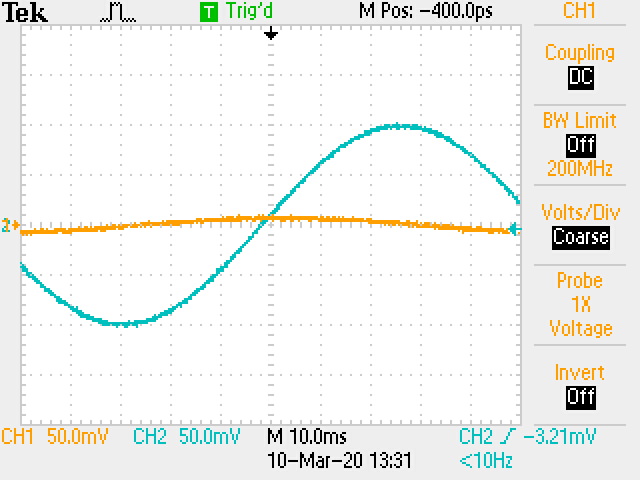 Tek T Trig'd M Pos: -400.0ps CH1
Coupling
DC
BW Limit
Off
200MHz
2
Volts/Div
Coarse
Probe
1X
Voltage
Invert
Off
CH1 50.0mV CH2 50.0mV M 10.0ms CH2 -3.21mV
10-Mar-20 13:31 <10Hz